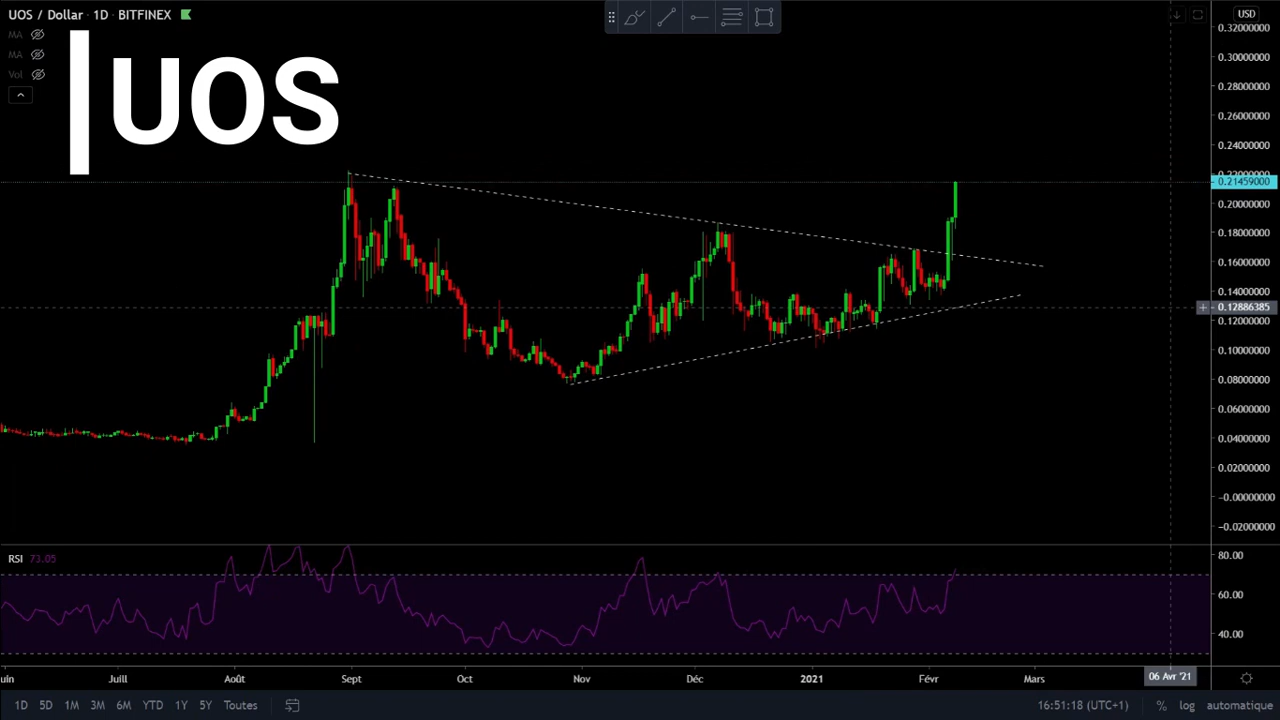 UOS / Dollar · 1D · BITFINEX
MA
MA
Vol
UOS
USD
0.32000000
0.30000000
0.28000000
0.26000000
0.24000000
0.21459000
0.20000000
0.18000000
0.16000000
0.14000000
0.12886385
0.12000000
0.10000000
0.08000000
0.06000000
0.04000000
0.02000000
−0.00000000
−0.02000000
RSI 73.05
80.00
60.00
40.00
uin Juill Août Sept Oct Nov Déc 2021 Févr Mars 06 Avr '21
1D 5D 1M 3M 6M YTD 1Y 5Y Toutes 16:51:18 (UTC+1) % log automatique